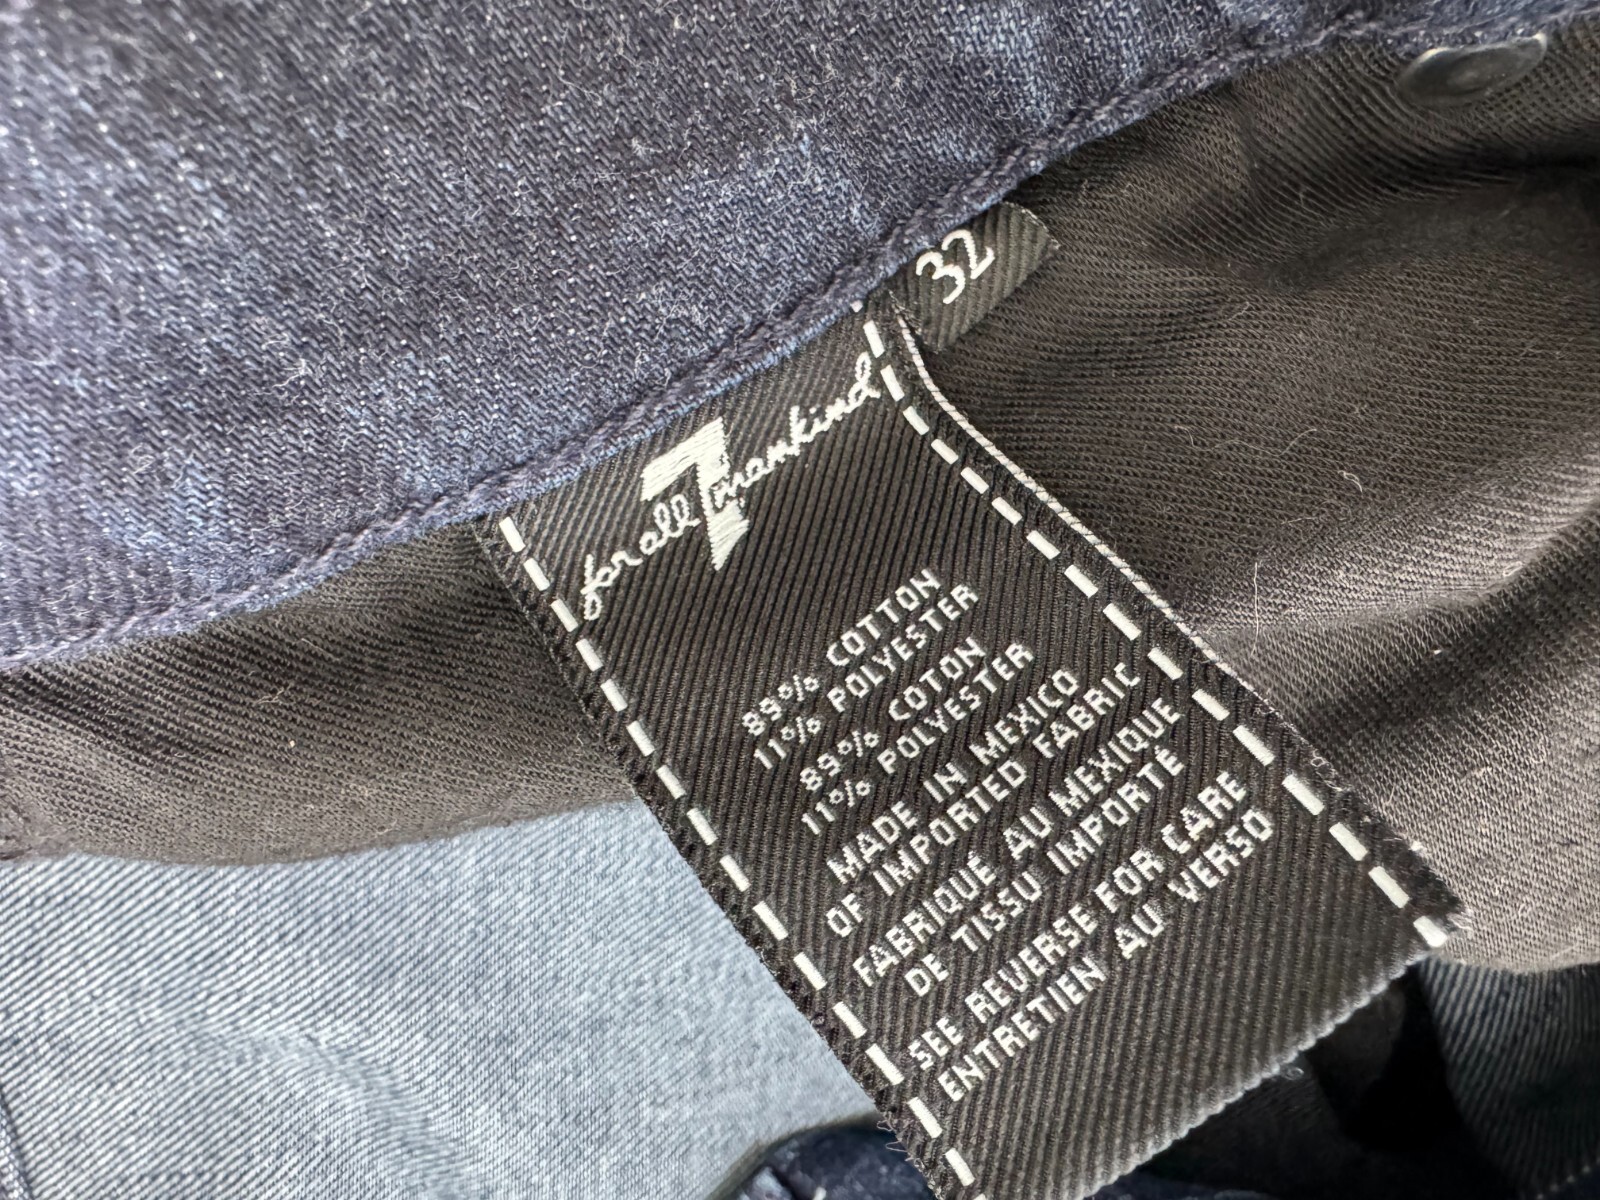 32
for all 7 mankind
89% COTTON
11% POLYESTER
89% COTON
11% POLYESTER
MADE IN MEXICO
OF IMPORTED FABRIC
FABRIQUÉ AU MEXIQUE
DE TISSU IMPORTÉ
SEE REVERSE FOR CARE
ENTRETIEN AU VERSO